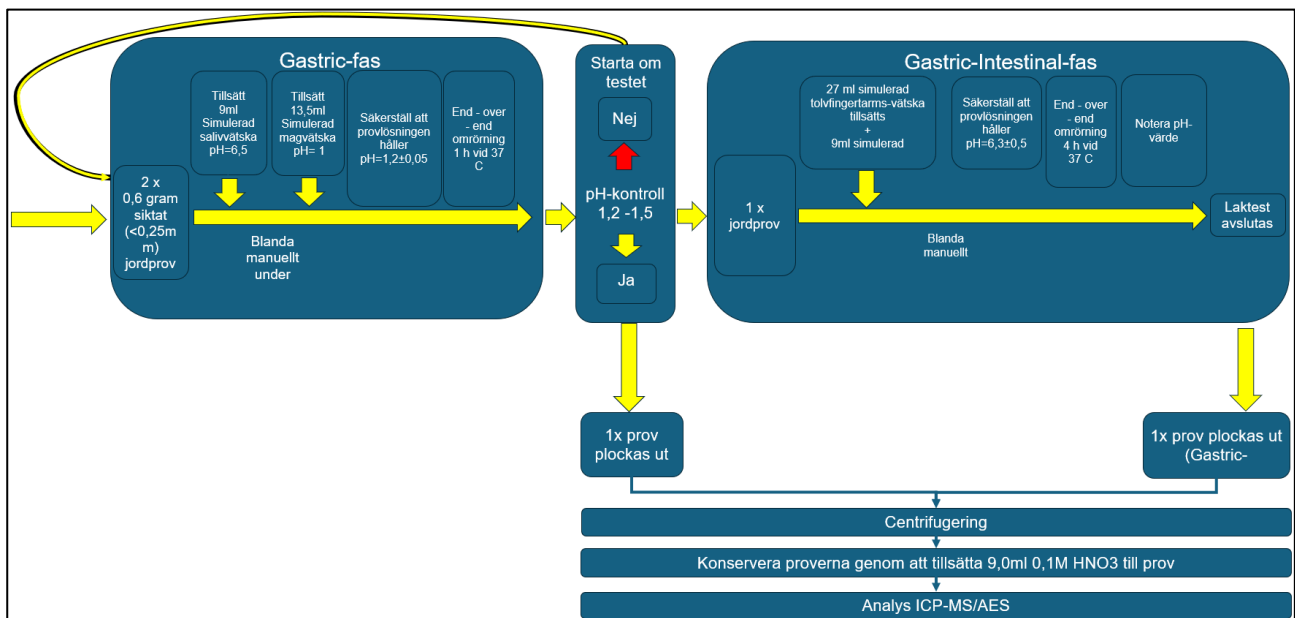 Gastric-fas
Tillsätt
9ml
Simulerad
salivvätska
pH=6,5
Tillsätt
13,5ml
Simulerad
magvätska
pH= 1
Säkerställ att
provlösningen
håller
pH=1,2±0,05
End - over
- end
omrörning
1 h vid 37
C
2 x
0,6 gram
siktat
(<0,25m
m)
jordprov
Blanda
manuellt
under
Starta om
testet
Nej
pH-kontroll
1,2 -1,5
Ja
Gastric-Intestinal-fas
27 ml simulerad
tolvfingertarms-vätska
tillsätts
+
9ml simulerad
Säkerställ att
provlösningen
håller
pH=6,3±0,5
End - over
- end
omrörning
4 h vid
37 C
Notera pH-
värde
1 x
jordprov
Blanda
manuellt
Laktest
avslutas
1x prov
plockas ut
1x prov plockas ut
(Gastric-
Centrifugering
Konservera proverna genom att tillsätta 9,0ml 0,1M HNO3 till prov
Analys ICP-MS/AES